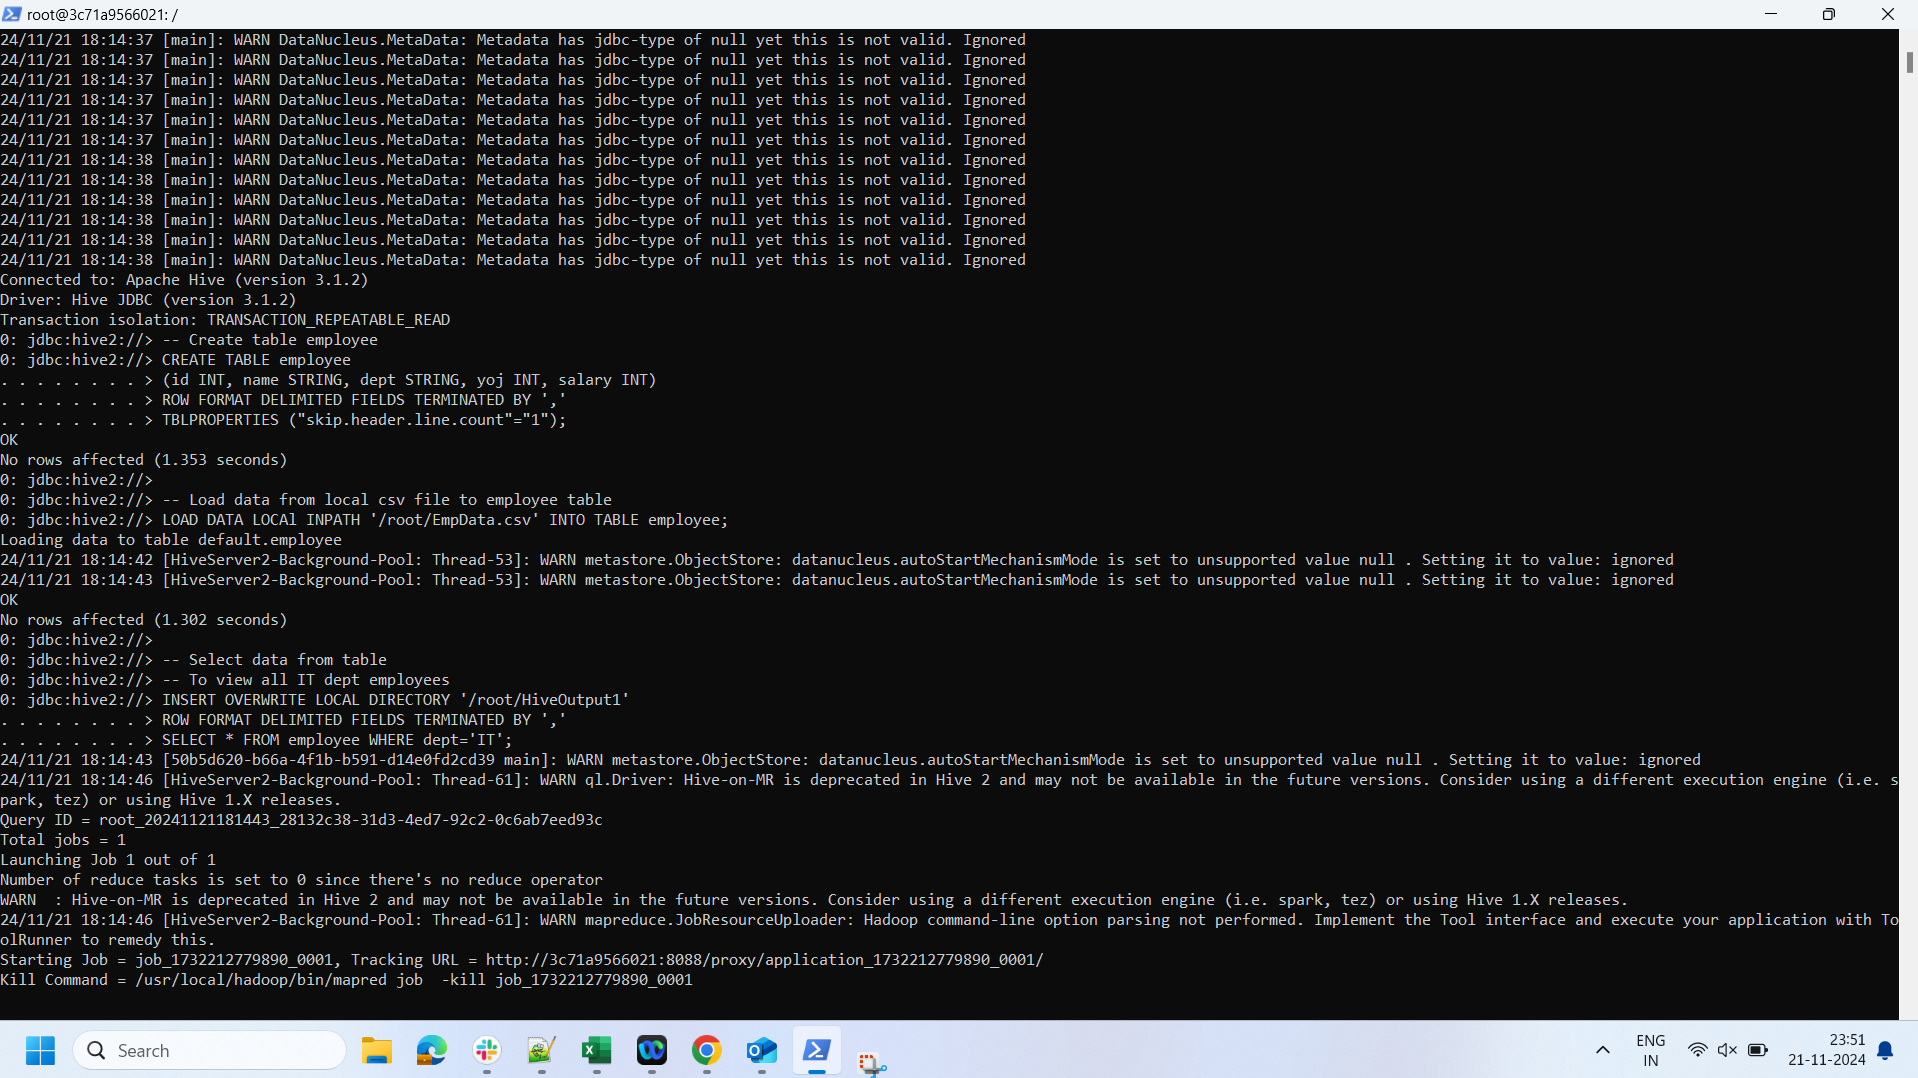 root@3c71a9566021: /
24/11/21 18:14:37 [main]: WARN DataNucleus.MetaData: Metadata has jdbc-type of null yet this is not valid. Ignored
24/11/21 18:14:37 [main]: WARN DataNucleus.MetaData: Metadata has jdbc-type of null yet this is not valid. Ignored
24/11/21 18:14:37 [main]: WARN DataNucleus.MetaData: Metadata has jdbc-type of null yet this is not valid. Ignored
24/11/21 18:14:37 [main]: WARN DataNucleus.MetaData: Metadata has jdbc-type of null yet this is not valid. Ignored
24/11/21 18:14:37 [main]: WARN DataNucleus.MetaData: Metadata has jdbc-type of null yet this is not valid. Ignored
24/11/21 18:14:37 [main]: WARN DataNucleus.MetaData: Metadata has jdbc-type of null yet this is not valid. Ignored
24/11/21 18:14:38 [main]: WARN DataNucleus.MetaData: Metadata has jdbc-type of null yet this is not valid. Ignored
24/11/21 18:14:38 [main]: WARN DataNucleus.MetaData: Metadata has jdbc-type of null yet this is not valid. Ignored
24/11/21 18:14:38 [main]: WARN DataNucleus.MetaData: Metadata has jdbc-type of null yet this is not valid. Ignored
24/11/21 18:14:38 [main]: WARN DataNucleus.MetaData: Metadata has jdbc-type of null yet this is not valid. Ignored
24/11/21 18:14:38 [main]: WARN DataNucleus.MetaData: Metadata has jdbc-type of null yet this is not valid. Ignored
24/11/21 18:14:38 [main]: WARN DataNucleus.MetaData: Metadata has jdbc-type of null yet this is not valid. Ignored
Connected to: Apache Hive (version 3.1.2)
Driver: Hive JDBC (version 3.1.2)
Transaction isolation: TRANSACTION_REPEATABLE_READ
0: jdbc:hive2://> -- Create table employee
0: jdbc:hive2://> CREATE TABLE employee
. . . . . . . . > (id INT, name STRING, dept STRING, yoj INT, salary INT)
. . . . . . . . > ROW FORMAT DELIMITED FIELDS TERMINATED BY ','
. . . . . . . . > TBLPROPERTIES ("skip.header.line.count"="1");
OK
No rows affected (1.353 seconds)
0: jdbc:hive2://>
0: jdbc:hive2://> -- Load data from local csv file to employee table
0: jdbc:hive2://> LOAD DATA LOCAl INPATH '/root/EmpData.csv' INTO TABLE employee;
Loading data to table default.employee
24/11/21 18:14:42 [HiveServer2-Background-Pool: Thread-53]: WARN metastore.ObjectStore: datanucleus.autoStartMechanismMode is set to unsupported value null . Setting it to value: ignored
24/11/21 18:14:43 [HiveServer2-Background-Pool: Thread-53]: WARN metastore.ObjectStore: datanucleus.autoStartMechanismMode is set to unsupported value null . Setting it to value: ignored
OK
No rows affected (1.302 seconds)
0: jdbc:hive2://>
0: jdbc:hive2://> -- Select data from table
0: jdbc:hive2://> -- To view all IT dept employees
0: jdbc:hive2://> INSERT OVERWRITE LOCAL DIRECTORY '/root/HiveOutput1'
. . . . . . . . > ROW FORMAT DELIMITED FIELDS TERMINATED BY ','
. . . . . . . . > SELECT * FROM employee WHERE dept='IT';
24/11/21 18:14:43 [50b5d620-b66a-4f1b-b591-d14e0fd2cd39 main]: WARN metastore.ObjectStore: datanucleus.autoStartMechanismMode is set to unsupported value null . Setting it to value: ignored
24/11/21 18:14:46 [HiveServer2-Background-Pool: Thread-61]: WARN ql.Driver: Hive-on-MR is deprecated in Hive 2 and may not be available in the future versions. Consider using a different execution engine (i.e. s
park, tez) or using Hive 1.X releases.
Query ID = root_20241121181443_28132c38-31d3-4ed7-92c2-0c6ab7eed93c
Total jobs = 1
Launching Job 1 out of 1
Number of reduce tasks is set to 0 since there's no reduce operator
WARN  : Hive-on-MR is deprecated in Hive 2 and may not be available in the future versions. Consider using a different execution engine (i.e. spark, tez) or using Hive 1.X releases.
24/11/21 18:14:46 [HiveServer2-Background-Pool: Thread-61]: WARN mapreduce.JobResourceUploader: Hadoop command-line option parsing not performed. Implement the Tool interface and execute your application with To
olRunner to remedy this.
Starting Job = job_1732212779890_0001, Tracking URL = http://3c71a9566021:8088/proxy/application_1732212779890_0001/
Kill Command = /usr/local/hadoop/bin/mapred job  -kill job_1732212779890_0001
Search
ENG
IN
23:51
21-11-2024